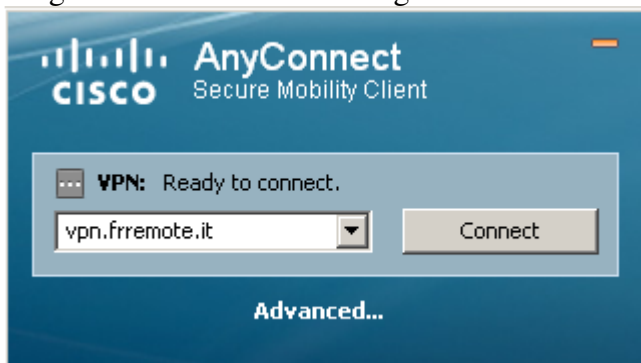 CISCO
AnyConnect
Secure Mobility Client
VPN: Ready to connect.
vpn.frremote.it
Connect
Advanced...